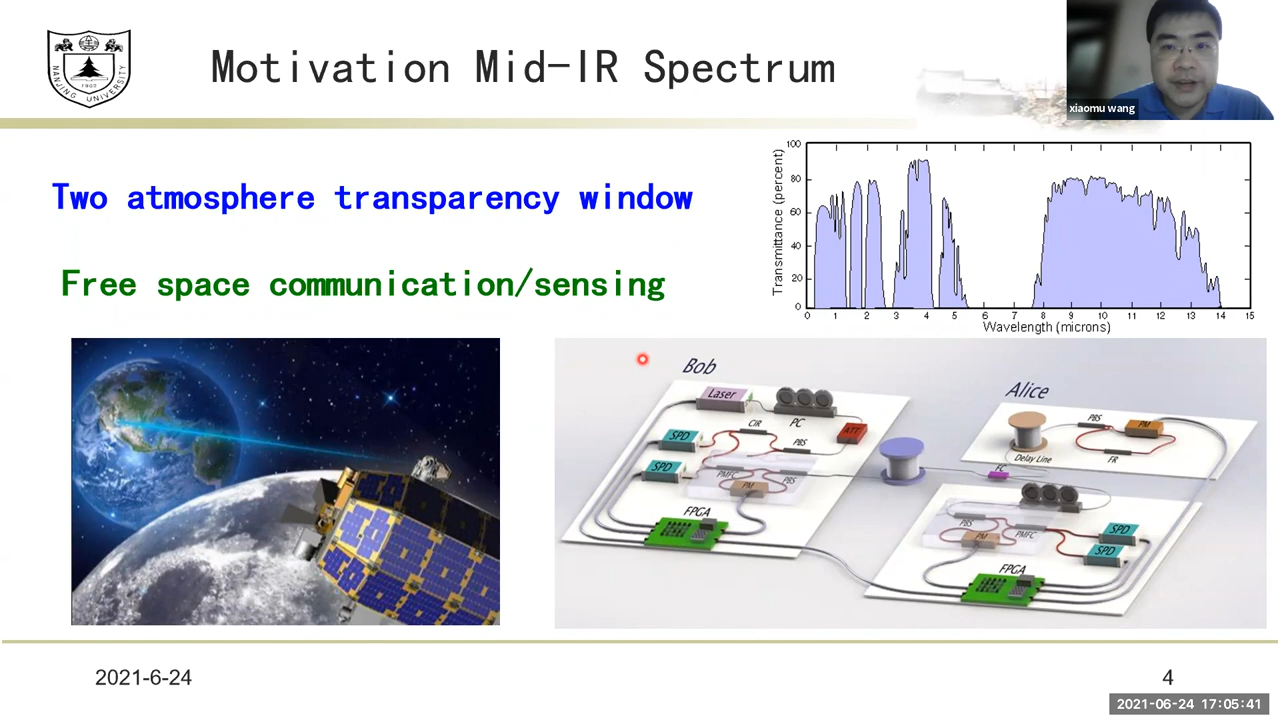 NANJING UNIVERSITY
1902
Motivation Mid-IR Spectrum
xiaomu wang
Two atmosphere transparency window
Free space communication/sensing
Transmittance (percent)
100
80
60
40
20
0
0 1 2 3 4 5 6 7 8 9 10 11 12 13 14 15
Wavelength (microns)
Bob
Laser
PC
ATT
CIR
PBS
SPD
SPD
PMFC
PBS
PM
FPGA
Alice
PBS
PM
Delay Line
FR
FC
PBS
PMFC
PM
SPD
SPD
FPGA
2021-6-24
4
2021-06-24 17:05:41